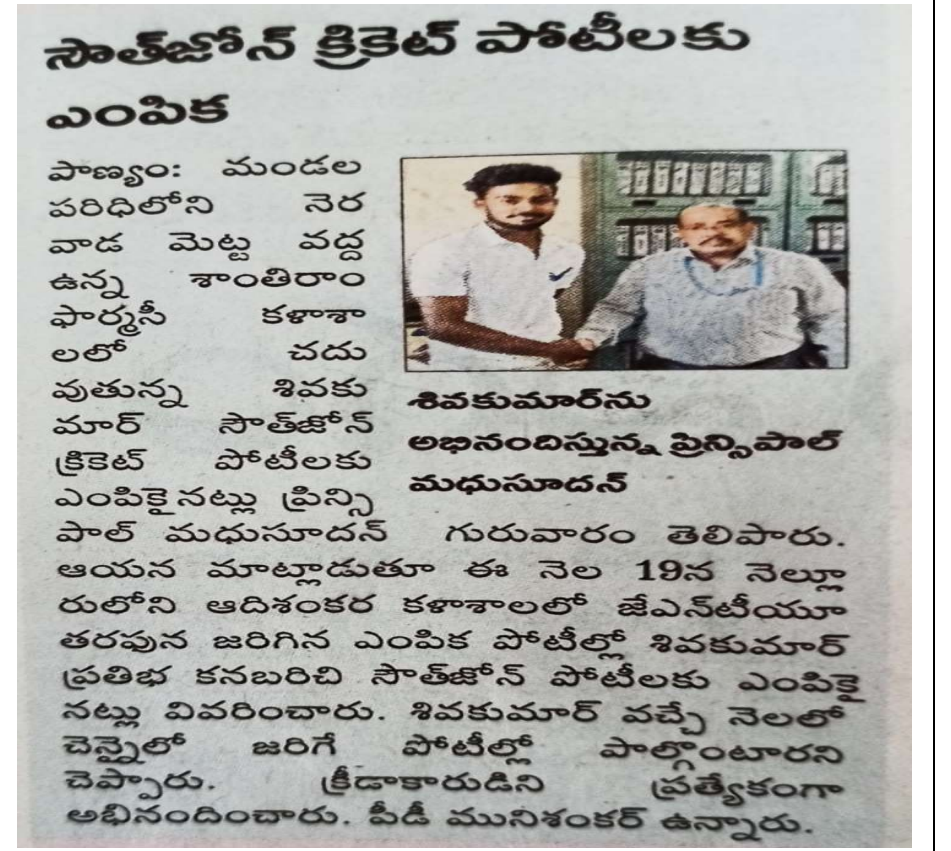 సౌత్‌జోన్ క్రికెట్ పోటీలకు
ఎంపిక
పాణ్యం: మండల
పరిధిలోని నెర
వాడ మెట్ట వద్ద
ఉన్న శాంతిరాం
ఫార్మసీ కళాశా
లలో చదు
వుతున్న శివకు
మార్ సౌత్‌జోన్
క్రికెట్ పోటీలకు
ఎంపికైనట్లు ప్రిన్సి
పాల్ మధుసూదన్ గురువారం తెలిపారు.
ఆయన మాట్లాడుతూ ఈ నెల 19న నెల్లూ
రులోని ఆదిశంకర కళాశాలలో జేఎన్‌టీయూ
తరఫున జరిగిన ఎంపిక పోటీల్లో శివకుమార్
ప్రతిభ కనబరిచి సౌత్‌జోన్ పోటీలకు ఎంపికై
నట్లు వివరించారు. శివకుమార్ వచ్చే నెలలో
చెన్నైలో జరిగే పోటీల్లో పాల్గొంటారని
చెప్పారు. క్రీడాకారుడిని ప్రత్యేకంగా
అభినందించారు. పీడీ మునిశంకర్ ఉన్నారు.
శివకుమార్‌ను
అభినందిస్తున్న ప్రిన్సిపాల్
మధుసూదన్